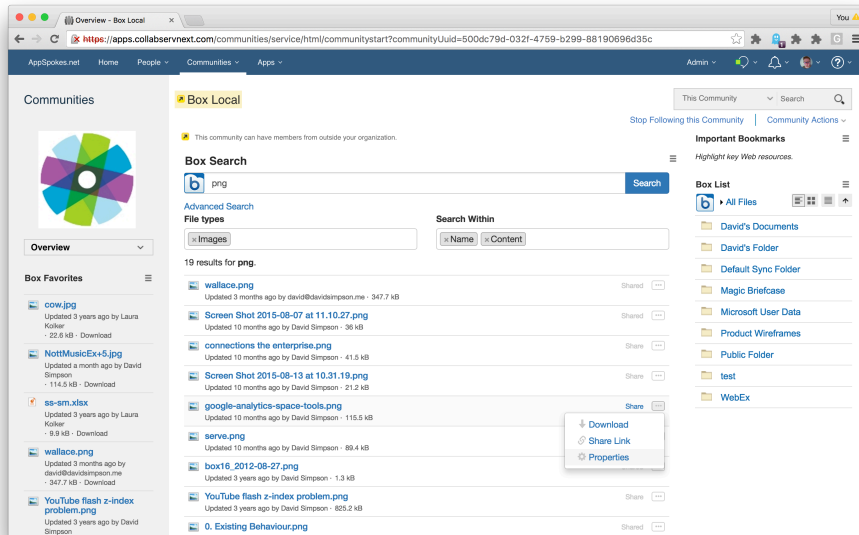 Overview - Box Local
You
https://apps.collabservnext.com/communities/service/html/communitystart?communityUuid=500dc79d-032f-4759-b299-88190696d35c
AppSpokes.net Home People Communities Apps Admin
Communities
Box Local
This Community Search
Stop Following this Community Community Actions
This community can have members from outside your organization.
Overview
Box Favorites
cow.jpg
Updated 3 years ago by Laura
Kolker
· 22.6 kB · Download
NottMusicEx+5.jpg
Updated a month ago by David
Simpson
· 114.5 kB · Download
ss-sm.xlsx
Updated 3 years ago by Laura
Kolker
· 9.9 kB · Download
wallace.png
Updated 3 months ago by
david@davidsimpson.me
· 347.7 kB · Download
YouTube flash z-index
problem.png
Updated 3 years ago by David
Simpson
Box Search
b png Search
Advanced Search
File types Search Within
× Images × Name × Content
19 results for png.
wallace.png Shared
Updated 3 months ago by david@davidsimpson.me · 347.7 kB
Screen Shot 2015-08-07 at 11.10.27.png Shared
Updated 10 months ago by David Simpson · 36 kB
connections the enterprise.png Share
Updated 10 months ago by David Simpson · 41.5 kB
Screen Shot 2015-08-13 at 10.31.19.png Share
Updated 10 months ago by David Simpson · 21.2 kB
google-analytics-space-tools.png Share
Updated 10 months ago by David Simpson · 115.5 kB
Download
Share Link
Properties
serve.png
Updated 10 months ago by David Simpson · 89.4 kB
box16_2012-08-27.png
Updated 3 years ago by David Simpson · 1.3 kB
YouTube flash z-index problem.png Share
Updated 3 years ago by David Simpson · 825.2 kB
0. Existing Behaviour.png Shared
Important Bookmarks
Highlight key Web resources.
Box List
b All Files
David's Documents
David's Folder
Default Sync Folder
Magic Briefcase
Microsoft User Data
Product Wireframes
Public Folder
test
WebEx